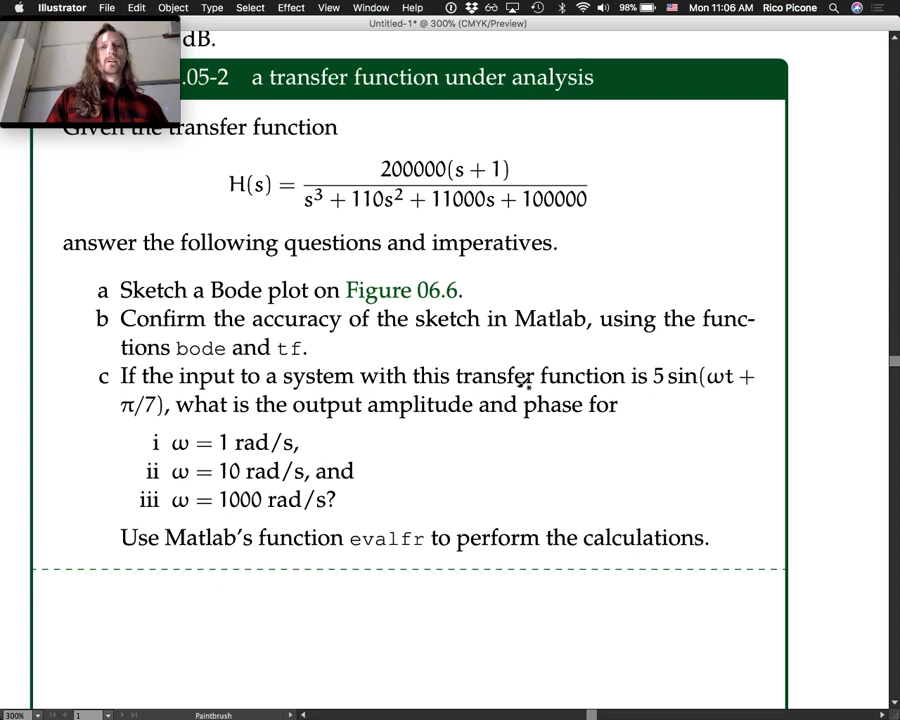 Illustrator File Edit Object Type Select Effect View Window Help 98% Mon 11:06 AM Rico Picone
Untitled-1* @ 300% (CMYK/Preview)
dB.
.05-2 a transfer function under analysis
Given the transfer function
H(s) = 200000(s + 1)
s³ + 110s² + 11000s + 100000
answer the following questions and imperatives.
a Sketch a Bode plot on Figure 06.6.
b Confirm the accuracy of the sketch in Matlab, using the func-
tions bode and tf.
c If the input to a system with this transfer function is 5 sin(ωt +
π/7), what is the output amplitude and phase for
i ω = 1 rad/s,
ii ω = 10 rad/s, and
iii ω = 1000 rad/s?
Use Matlab's function evalfr to perform the calculations.
300% 1 Paintbrush